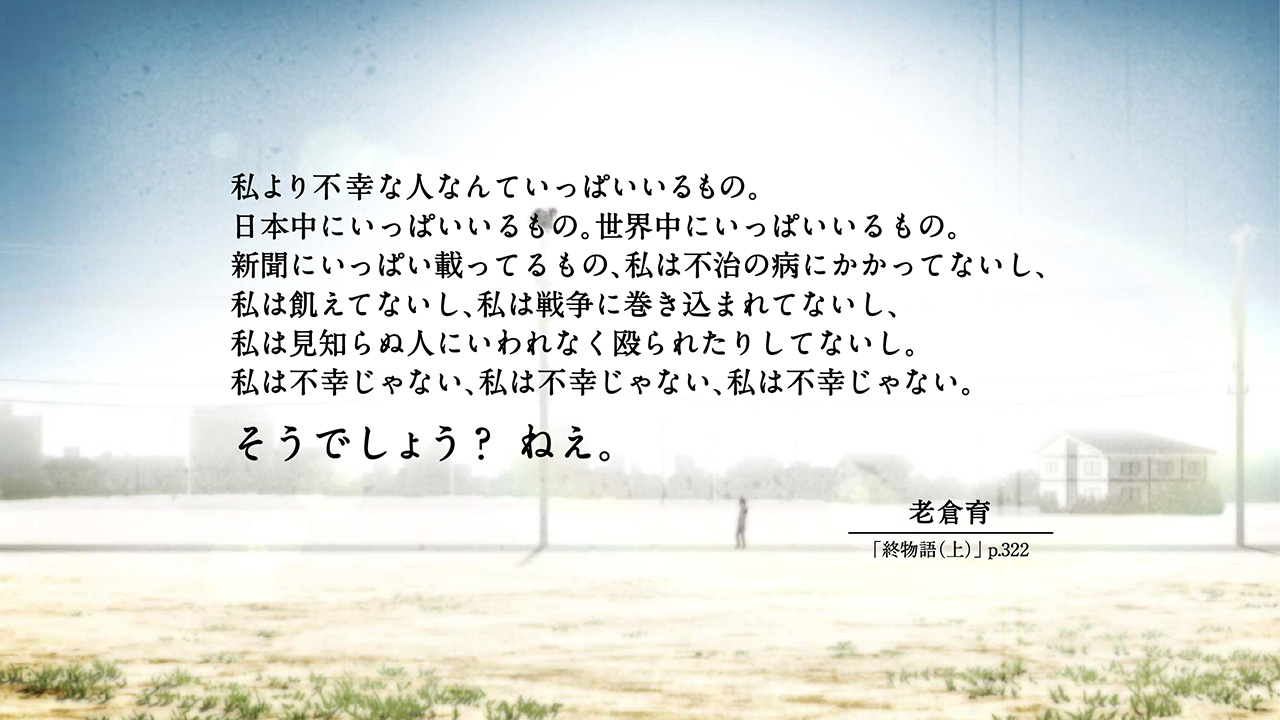 私より不幸な人なんていっぱいいるもの。
日本中にいっぱいいるもの。世界中にいっぱいいるもの。
新聞にいっぱい載ってるもの、私は不治の病にかかってないし、
私は飢えてないし、私は戦争に巻き込まれてないし、
私は見知らぬ人にいわれなく殴られたりしてないし。
私は不幸じゃない、私は不幸じゃない、私は不幸じゃない。
そうでしょう？ ねえ。
老倉育
「終物語(上)」p.322